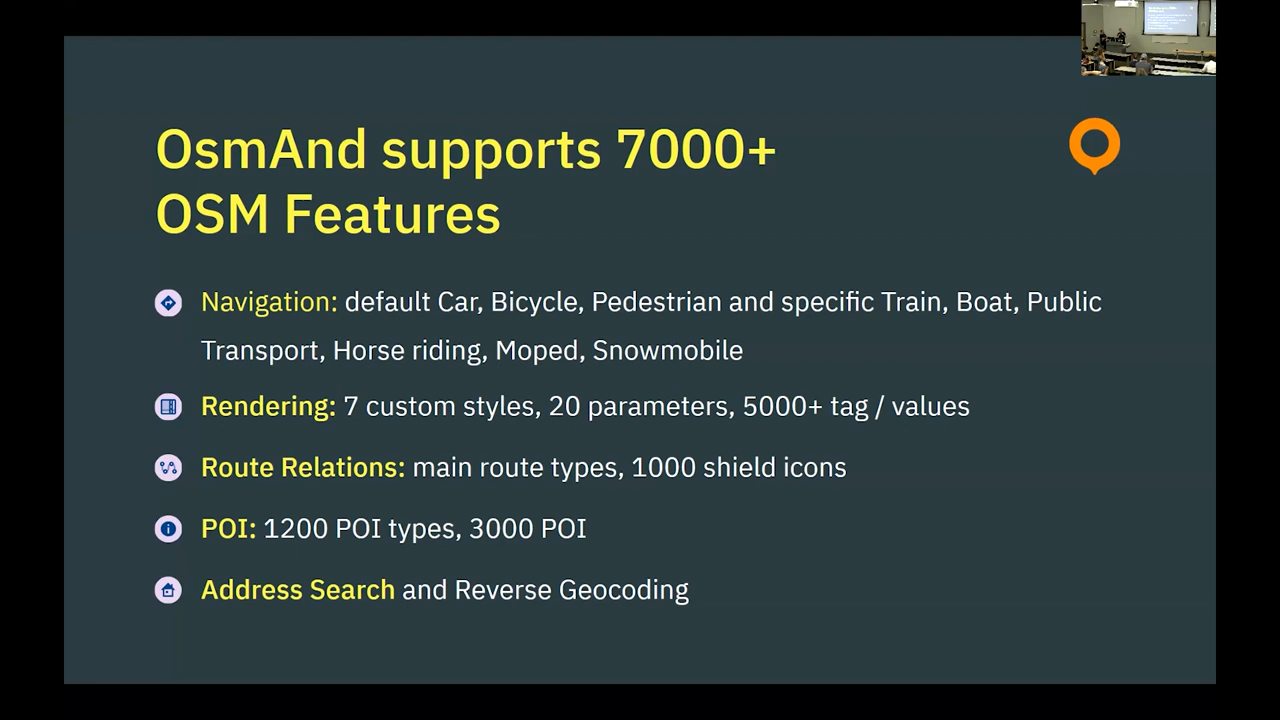 OsmAnd supports 7000+
OSM Features
Navigation: default Car, Bicycle, Pedestrian and specific Train, Boat, Public
Transport, Horse riding, Moped, Snowmobile
Rendering: 7 custom styles, 20 parameters, 5000+ tag / values
Route Relations: main route types, 1000 shield icons
POI: 1200 POI types, 3000 POI
Address Search and Reverse Geocoding